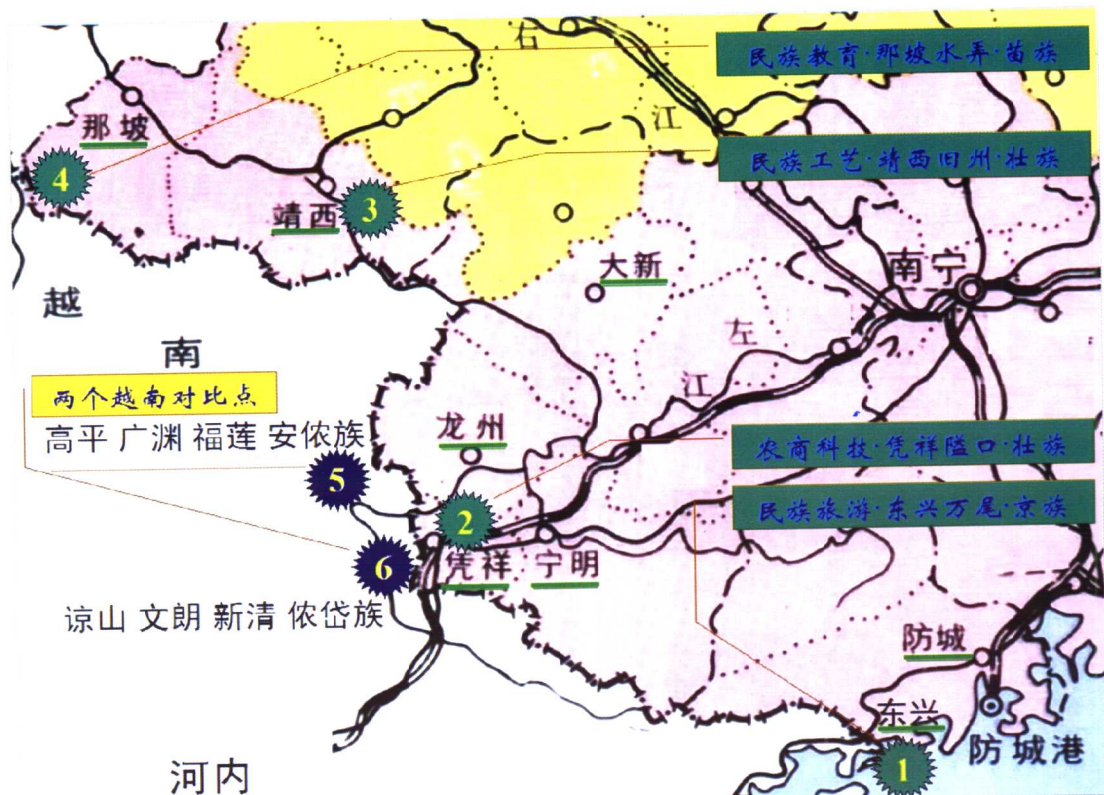 右
民族教育·那坡水弄·苗族
江
那坡
民族工艺·靖西旧州·壮族
4
3
靖西
南宁
大新
越
左
南
江
两个越南对比点
高平 广渊 福莲 安侬族
龙州
农商科技·凭祥隘口·壮族
5
2
民族旅游·东兴万尾·京族
6
凭祥
宁明
谅山 文朗 新清 侬岱族
防城
东兴
防城港
河内
1